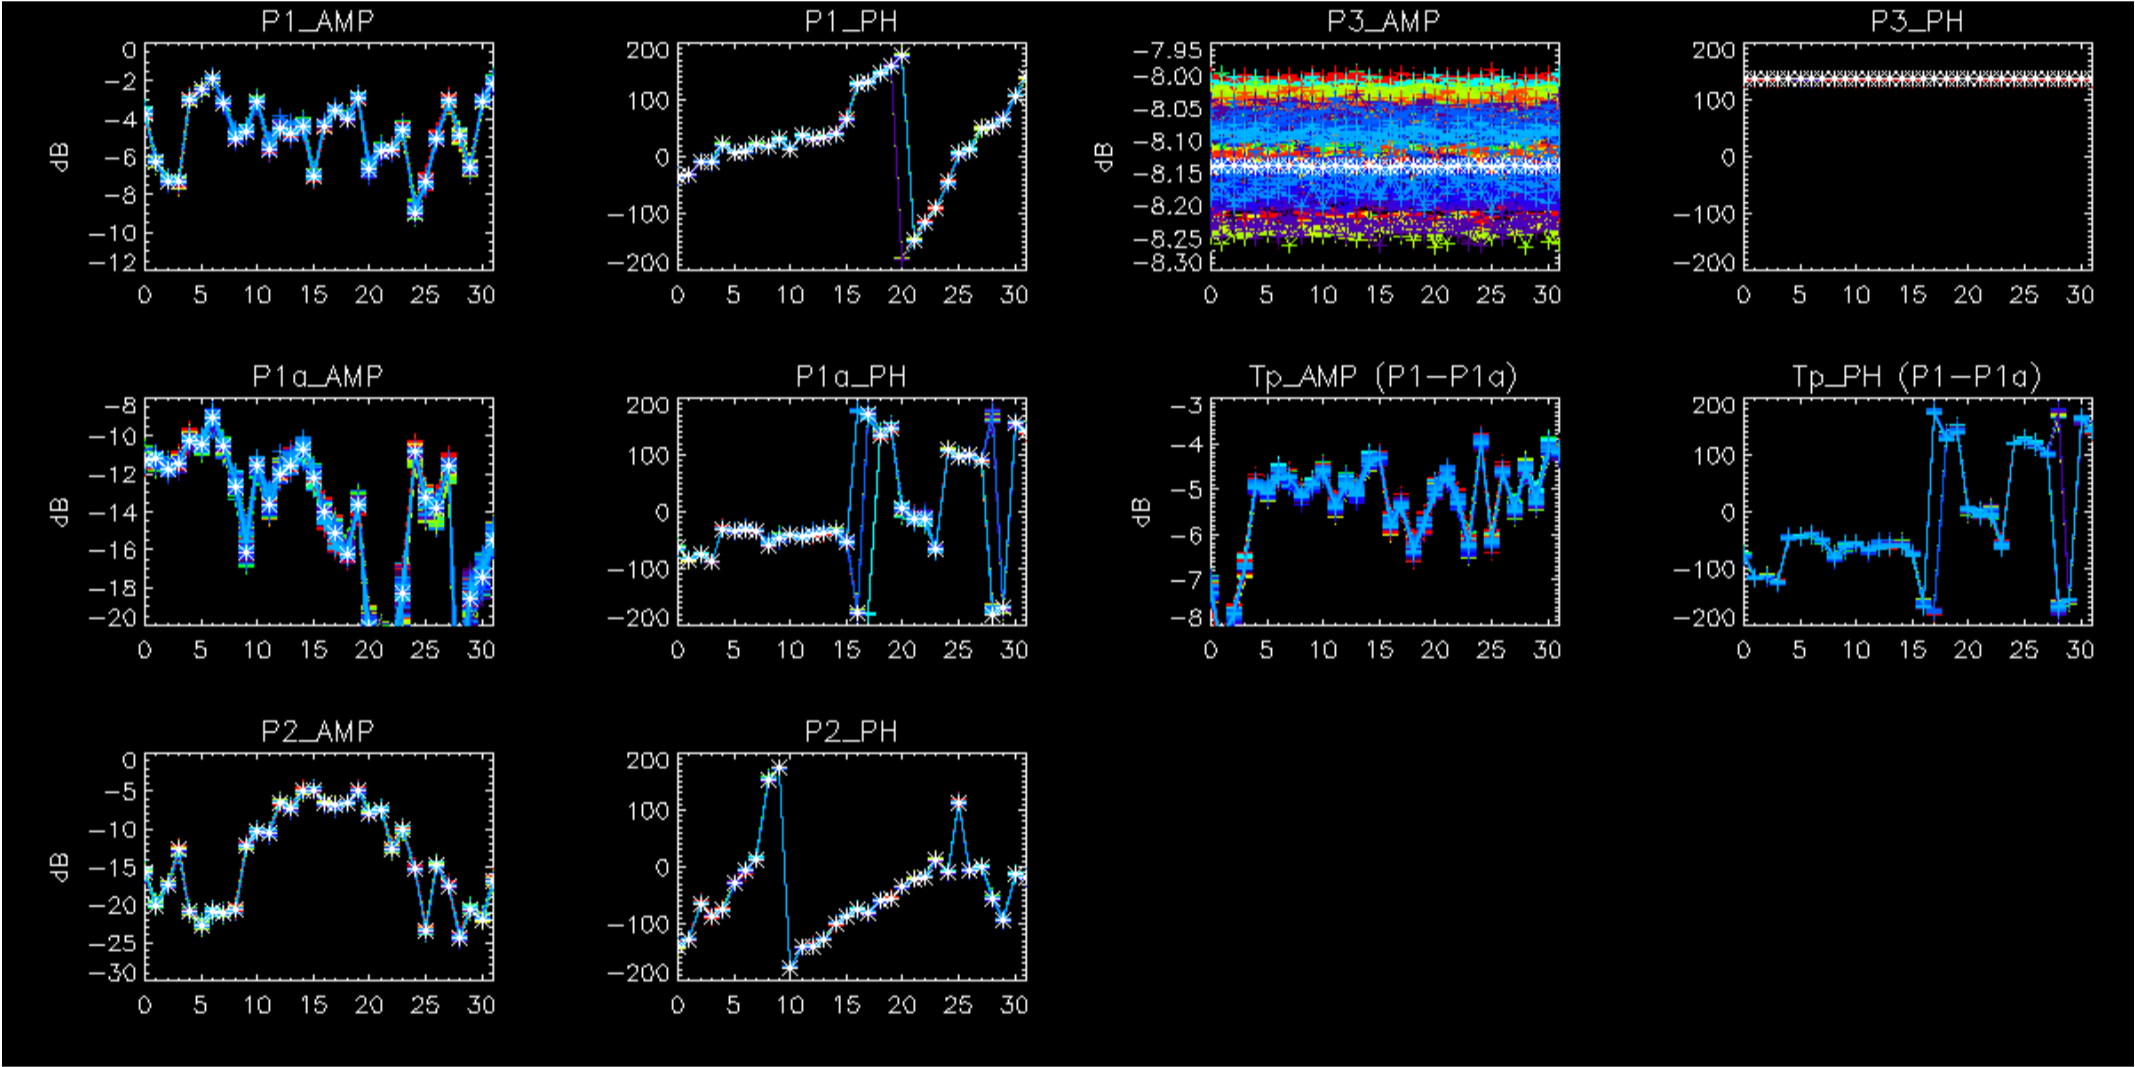 P1_AMP P1_PH P3_AMP P3_PH
dB 0 −2 −4 −6 −8 −10 −12
200 100 0 −100 −200
dB −7.95 −8.00 −8.05 −8.10 −8.15 −8.20 −8.25 −8.30
200 100 0 −100 −200
0 5 10 15 20 25 30
0 5 10 15 20 25 30
0 5 10 15 20 25 30
0 5 10 15 20 25 30
P1a_AMP P1a_PH Tp_AMP (P1−P1a) Tp_PH (P1−P1a)
dB −8 −10 −12 −14 −16 −18 −20
200 100 0 −100 −200
dB −3 −4 −5 −6 −7 −8
200 100 0 −100 −200
0 5 10 15 20 25 30
0 5 10 15 20 25 30
0 5 10 15 20 25 30
0 5 10 15 20 25 30
P2_AMP P2_PH
dB 0 −5 −10 −15 −20 −25 −30
200 100 0 −100 −200
0 5 10 15 20 25 30
0 5 10 15 20 25 30